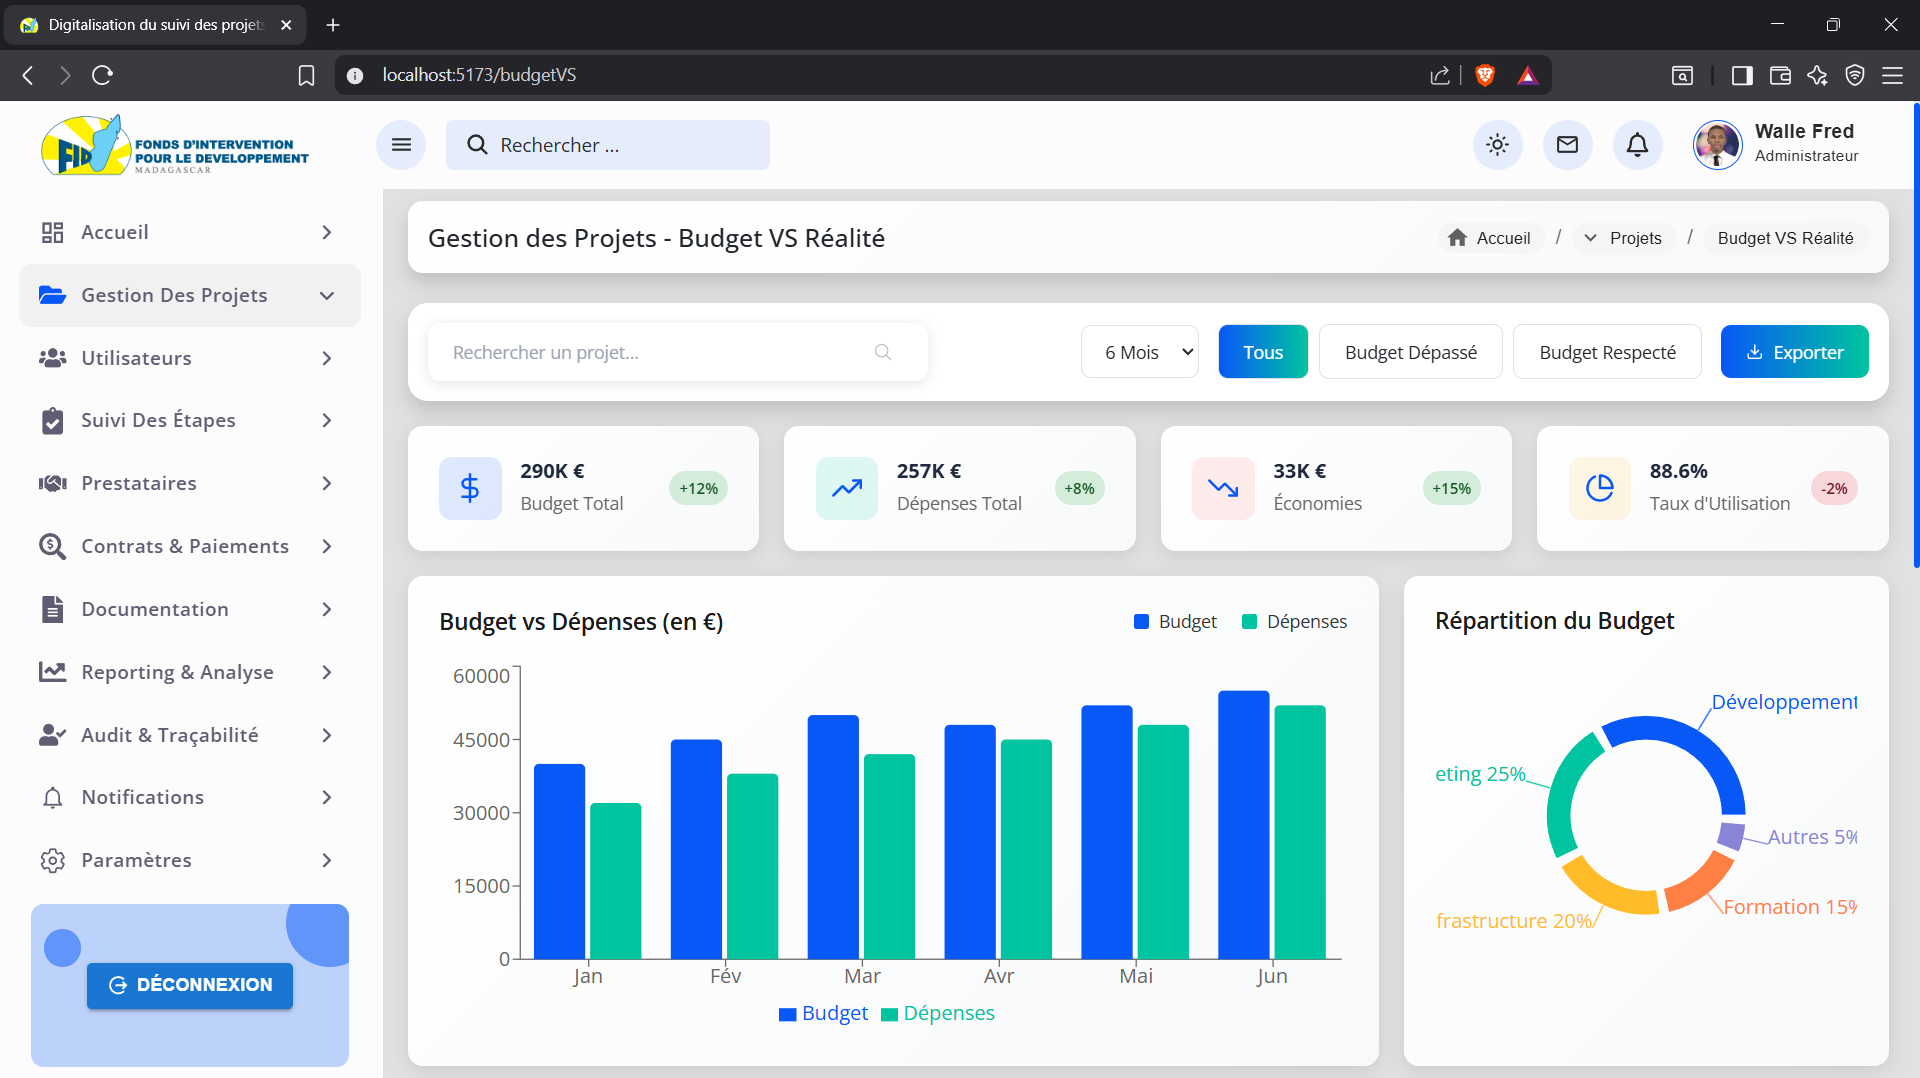 Digitalisation du suivi des projets
localhost:5173/budgetVS
FID
FONDS D'INTERVENTION
POUR LE DEVELOPPEMENT
MADAGASCAR
Rechercher ...
Walle Fred
Administrateur
Accueil
Gestion Des Projets
Utilisateurs
Suivi Des Étapes
Prestataires
Contrats & Paiements
Documentation
Reporting & Analyse
Audit & Traçabilité
Notifications
Paramètres
DÉCONNEXION
Gestion des Projets - Budget VS Réalité
Accueil / Projets / Budget VS Réalité
Rechercher un projet...
6 Mois
Tous
Budget Dépassé
Budget Respecté
Exporter
290K €
Budget Total
+12%
257K €
Dépenses Total
+8%
33K €
Économies
+15%
88.6%
Taux d'Utilisation
-2%
Budget vs Dépenses (en €)
Budget Dépenses
60000
45000
30000
15000
0
Jan Fév Mar Avr Mai Jun
Budget Dépenses
Répartition du Budget
Développement
eting 25%
Autres 5%
Formation 15%
frastructure 20%